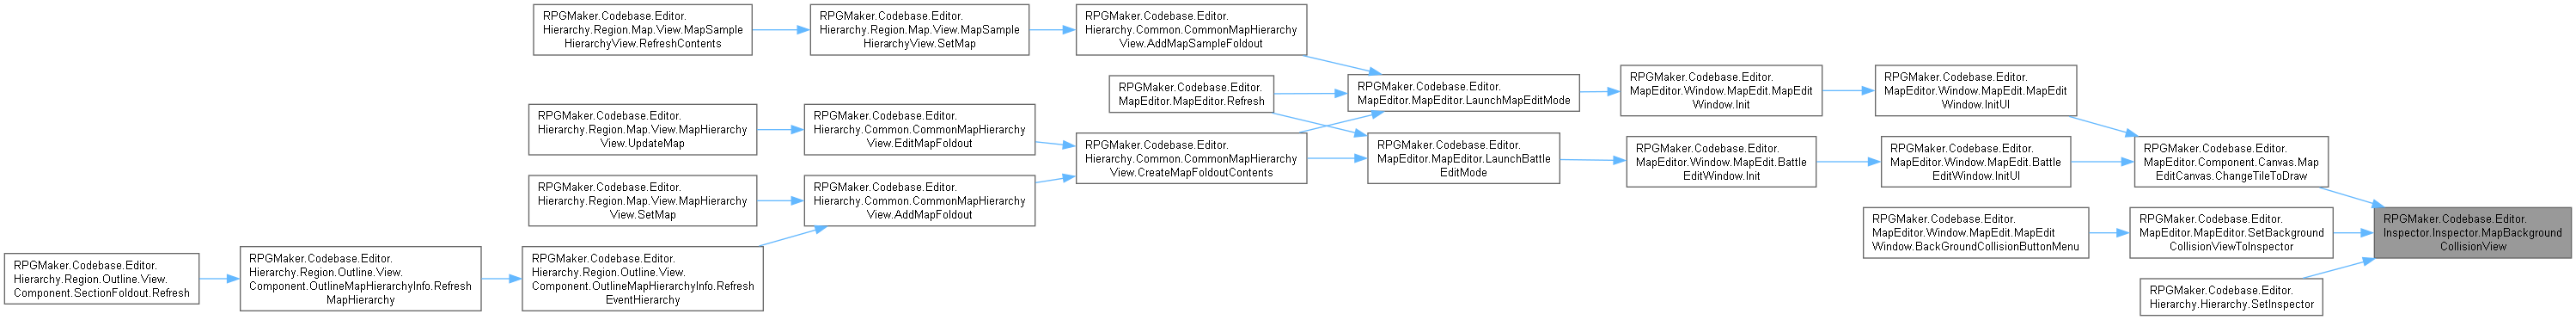 RPGMaker.Codebase.Editor.
Hierarchy.Region.Map.View.MapSample
HierarchyView.RefreshContents
RPGMaker.Codebase.Editor.
Hierarchy.Region.Map.View.MapSample
HierarchyView.SetMap
RPGMaker.Codebase.Editor.
Hierarchy.Common.CommonMapHierarchy
View.AddMapSampleFoldout
RPGMaker.Codebase.Editor.
MapEditor.MapEditor.Refresh
RPGMaker.Codebase.Editor.
MapEditor.MapEditor.LaunchMapEditMode
RPGMaker.Codebase.Editor.
MapEditor.Window.MapEdit.MapEdit
Window.Init
RPGMaker.Codebase.Editor.
MapEditor.Window.MapEdit.MapEdit
Window.InitUI
RPGMaker.Codebase.Editor.
Hierarchy.Region.Map.View.MapHierarchy
View.UpdateMap
RPGMaker.Codebase.Editor.
Hierarchy.Common.CommonMapHierarchy
View.EditMapFoldout
RPGMaker.Codebase.Editor.
Hierarchy.Common.CommonMapHierarchy
View.CreateMapFoldoutContents
RPGMaker.Codebase.Editor.
MapEditor.MapEditor.LaunchBattle
EditMode
RPGMaker.Codebase.Editor.
MapEditor.Window.MapEdit.Battle
EditWindow.Init
RPGMaker.Codebase.Editor.
MapEditor.Window.MapEdit.Battle
EditWindow.InitUI
RPGMaker.Codebase.Editor.
MapEditor.Component.Canvas.Map
EditCanvas.ChangeTileToDraw
RPGMaker.Codebase.Editor.
Hierarchy.Region.Map.View.MapHierarchy
View.SetMap
RPGMaker.Codebase.Editor.
Hierarchy.Common.CommonMapHierarchy
View.AddMapFoldout
RPGMaker.Codebase.Editor.
MapEditor.Window.MapEdit.MapEdit
Window.BackGroundCollisionButtonMenu
RPGMaker.Codebase.Editor.
MapEditor.MapEditor.SetBackground
CollisionViewToInspector
RPGMaker.Codebase.Editor.
Inspector.Inspector.MapBackground
CollisionView
RPGMaker.Codebase.Editor.
Hierarchy.Region.Outline.View.
Component.SectionFoldout.Refresh
RPGMaker.Codebase.Editor.
Hierarchy.Region.Outline.View.
Component.OutlineMapHierarchyInfo.Refresh
MapHierarchy
RPGMaker.Codebase.Editor.
Hierarchy.Region.Outline.View.
Component.OutlineMapHierarchyInfo.Refresh
EventHierarchy
RPGMaker.Codebase.Editor.
Hierarchy.Hierarchy.SetInspector